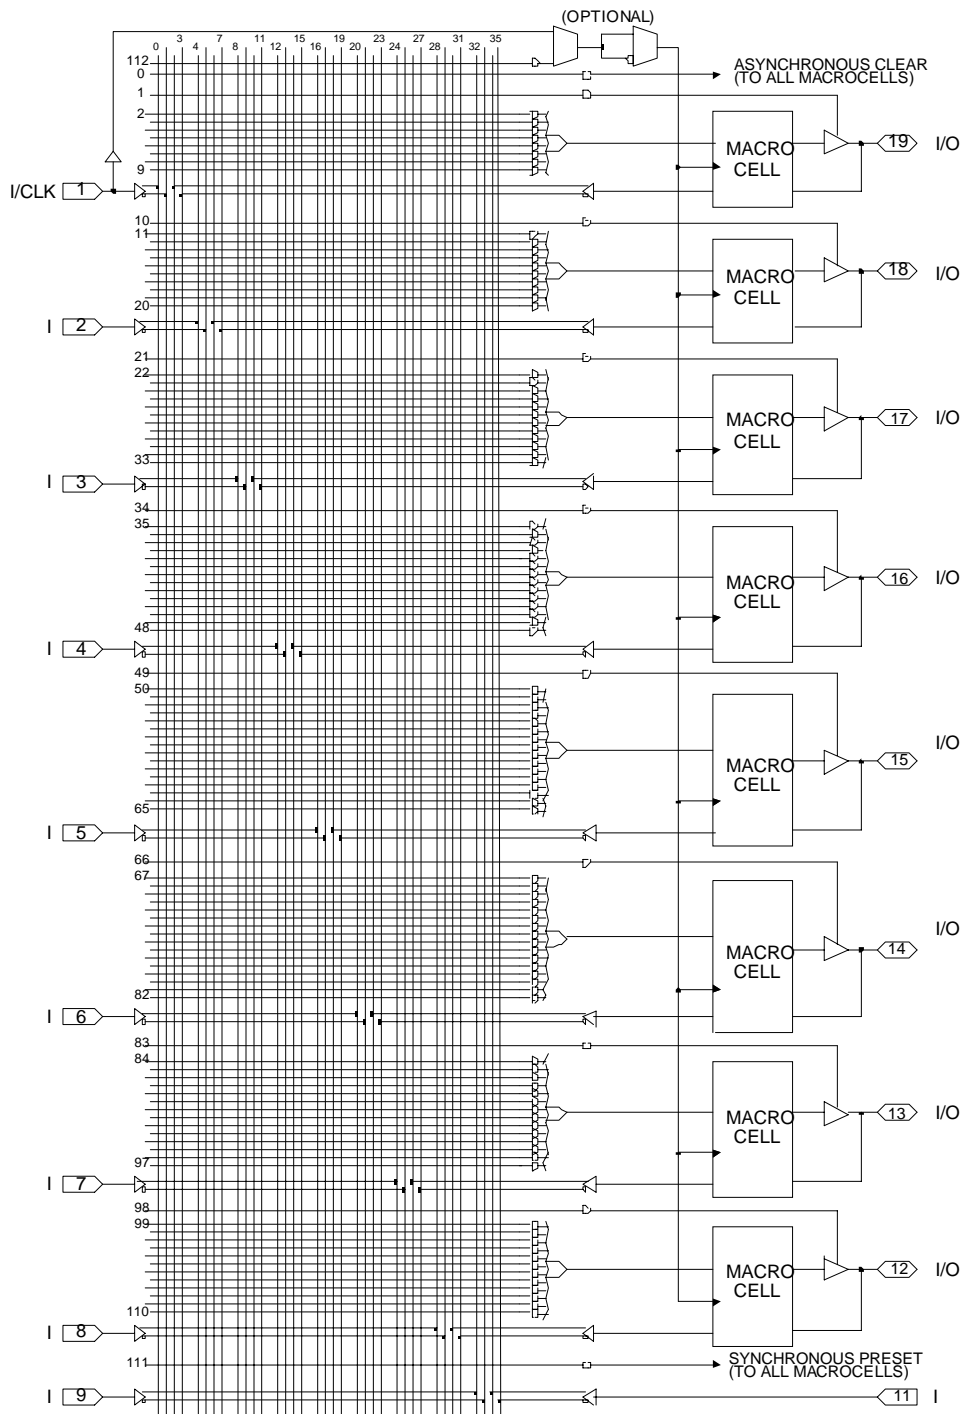 (OPTIONAL)
3 7 11 15 19 23 27 31 35
0 4 8 12 16 20 24 28 32
112
0
ASYNCHRONOUS CLEAR
(TO ALL MACROCELLS)
1
2
MACRO
CELL
19 I/O
9
I/CLK 1
10
11
MACRO
CELL
18 I/O
20
I 2
21
22
MACRO
CELL
17 I/O
33
I 3
34
35
MACRO
CELL
16 I/O
48
I 4
49
50
I/O
MACRO
CELL
15
65
I 5
66
67
I/O
MACRO
CELL
14
82
I 6
83
84
MACRO
CELL
13 I/O
97
I 7
98
99
MACRO
CELL
12 I/O
110
I 8
111
SYNCHRONOUS PRESET
(TO ALL MACROCELLS)
I 9
11 I